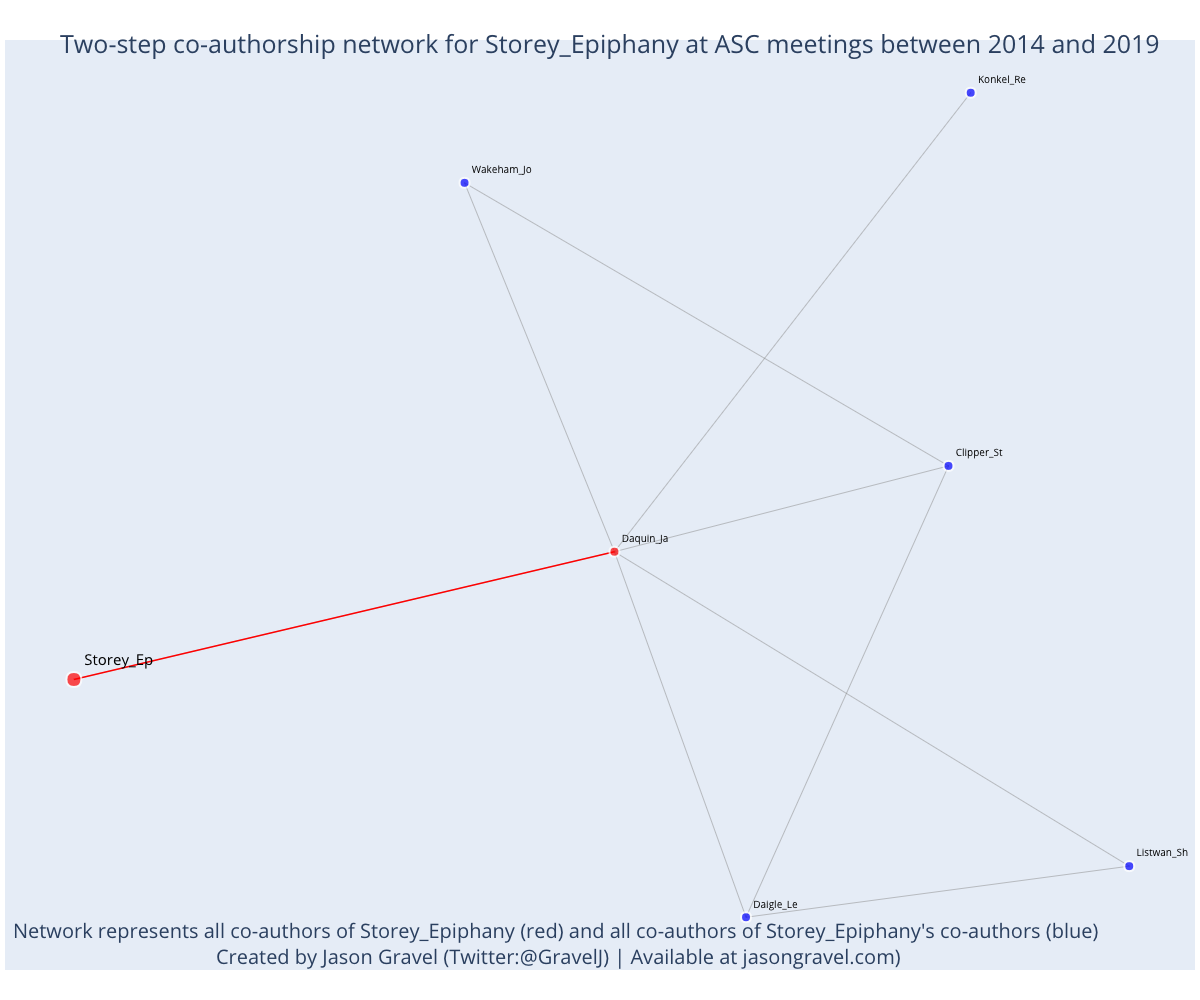 Two-step co-authorship network for Storey_Epiphany at ASC meetings between 2014 and 2019
Konkel_Re
Wakeham_Jo
Clipper_St
Daquin_Ja
Storey_Ep
Listwan_Sh
Daigle_Le
Network represents all co-authors of Storey_Epiphany (red) and all co-authors of Storey_Epiphany's co-authors (blue)
Created by Jason Gravel (Twitter:@GravelJ) | Available at jasongravel.com)